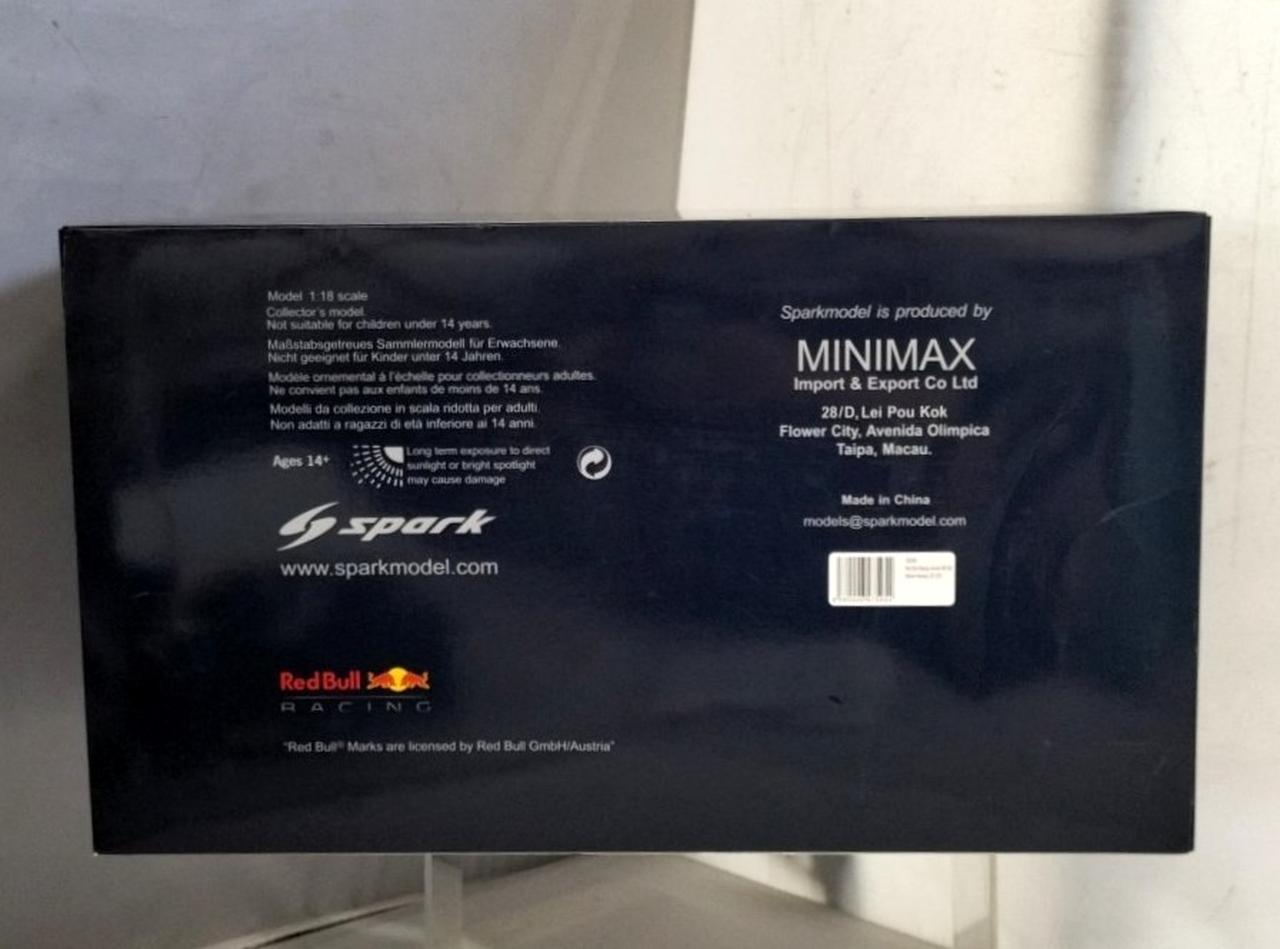 Model 1:18 scale
Collector's model.
Not suitable for children under 14 years.
Maßstabsgetreues Sammlermodell für Erwachsene.
Nicht geeignet für Kinder unter 14 Jahren.
Modèle ornemental à l'échelle pour collectionneurs adultes.
Ne convient pas aux enfants de moins de 14 ans.
Modelli da collezione in scala ridotta per adulti.
Non adatti a ragazzi di età inferiore ai 14 anni.
Ages 14+
Long term exposure to direct
sunlight or bright spotlight
may cause damage
spark
www.sparkmodel.com
Red Bull
RACING
"Red Bull® Marks are licensed by Red Bull GmbH/Austria"
Sparkmodel is produced by
MINIMAX
Import & Export Co Ltd
28/D, Lei Pou Kok
Flower City, Avenida Olimpica
Taipa, Macau.
Made in China
models@sparkmodel.com